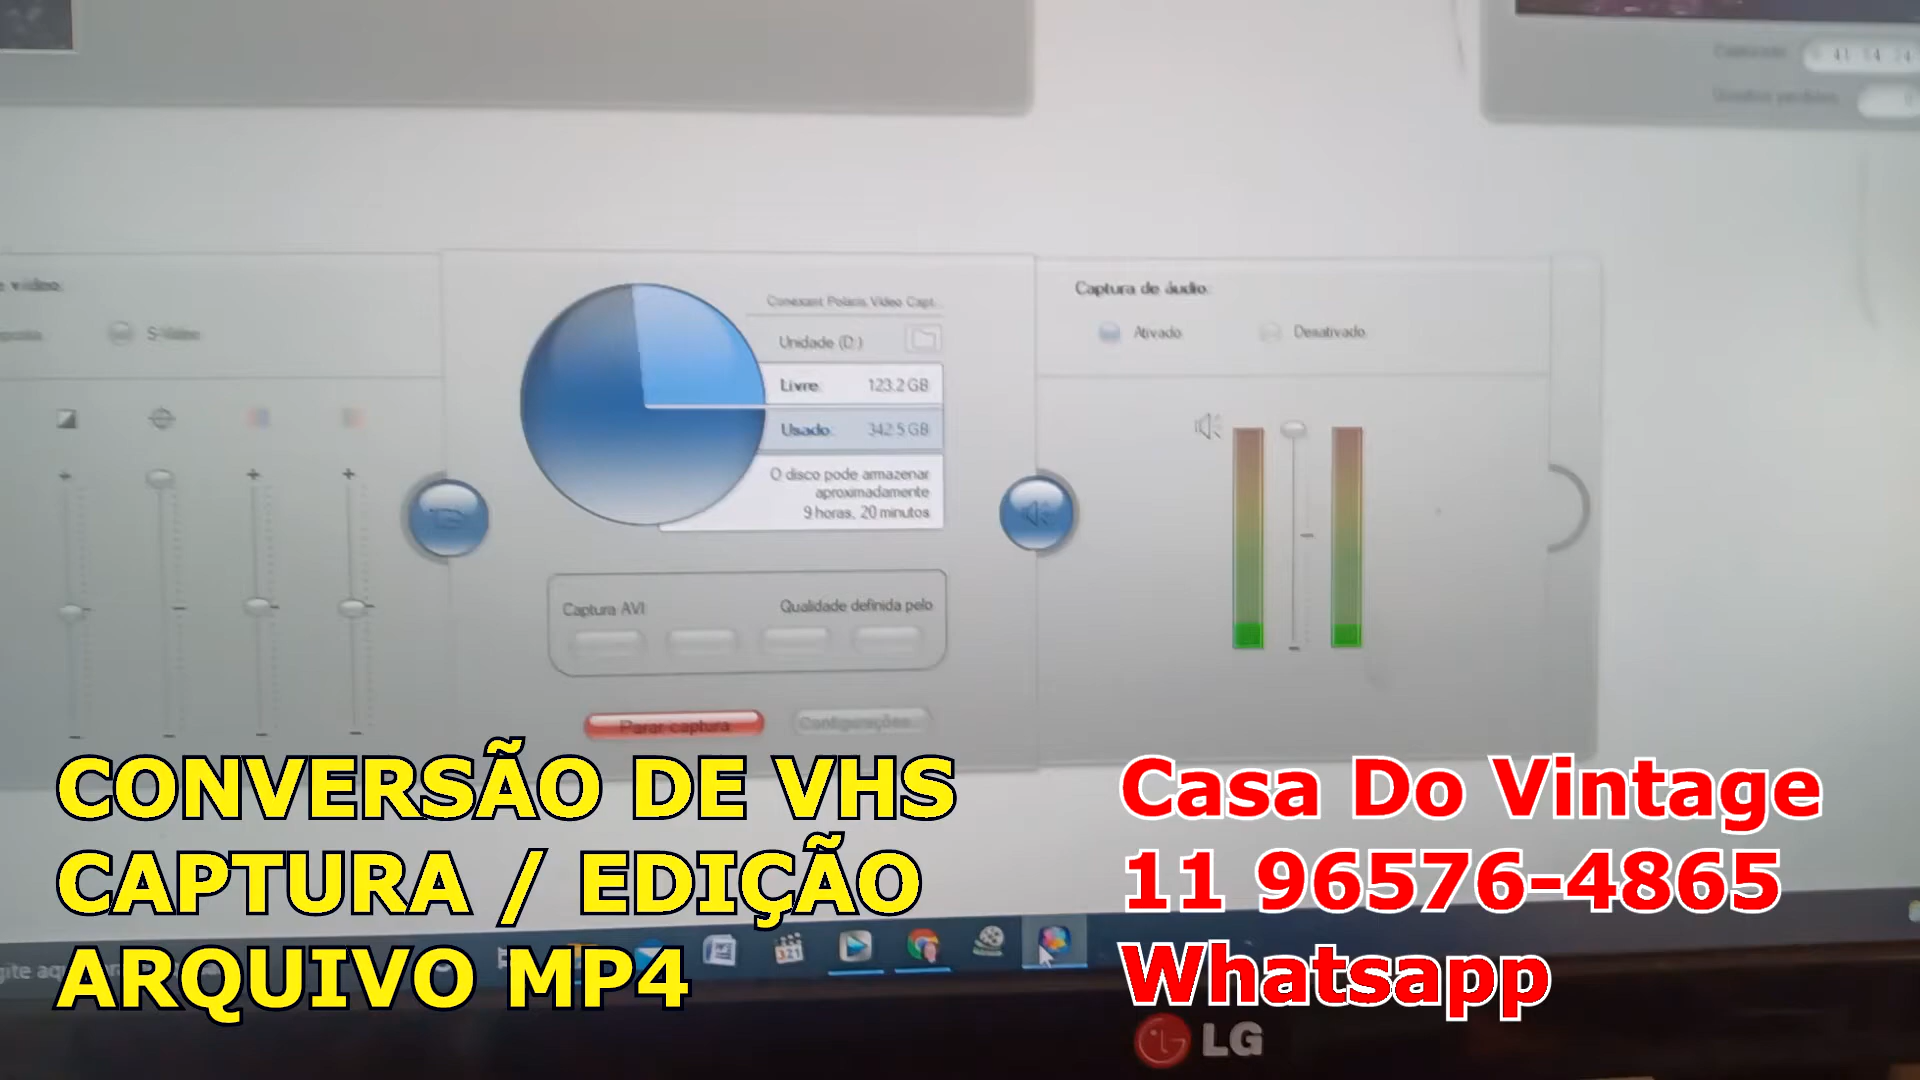 S-Video
Conexant Polaris Video Capt...
Unidade (D:)
Livre: 123.2 GB
Usado: 342.5 GB
O disco pode armazenar
aproximadamente
9 horas, 20 minutos
Captura AVI
Qualidade definida pelo
Parar captura
Configurações...
Captura de áudio:
Ativado
Desativado
CONVERSÃO DE VHS
CAPTURA / EDIÇÃO
ARQUIVO MP4
Casa Do Vintage
11 96576-4865
Whatsapp
321
LG